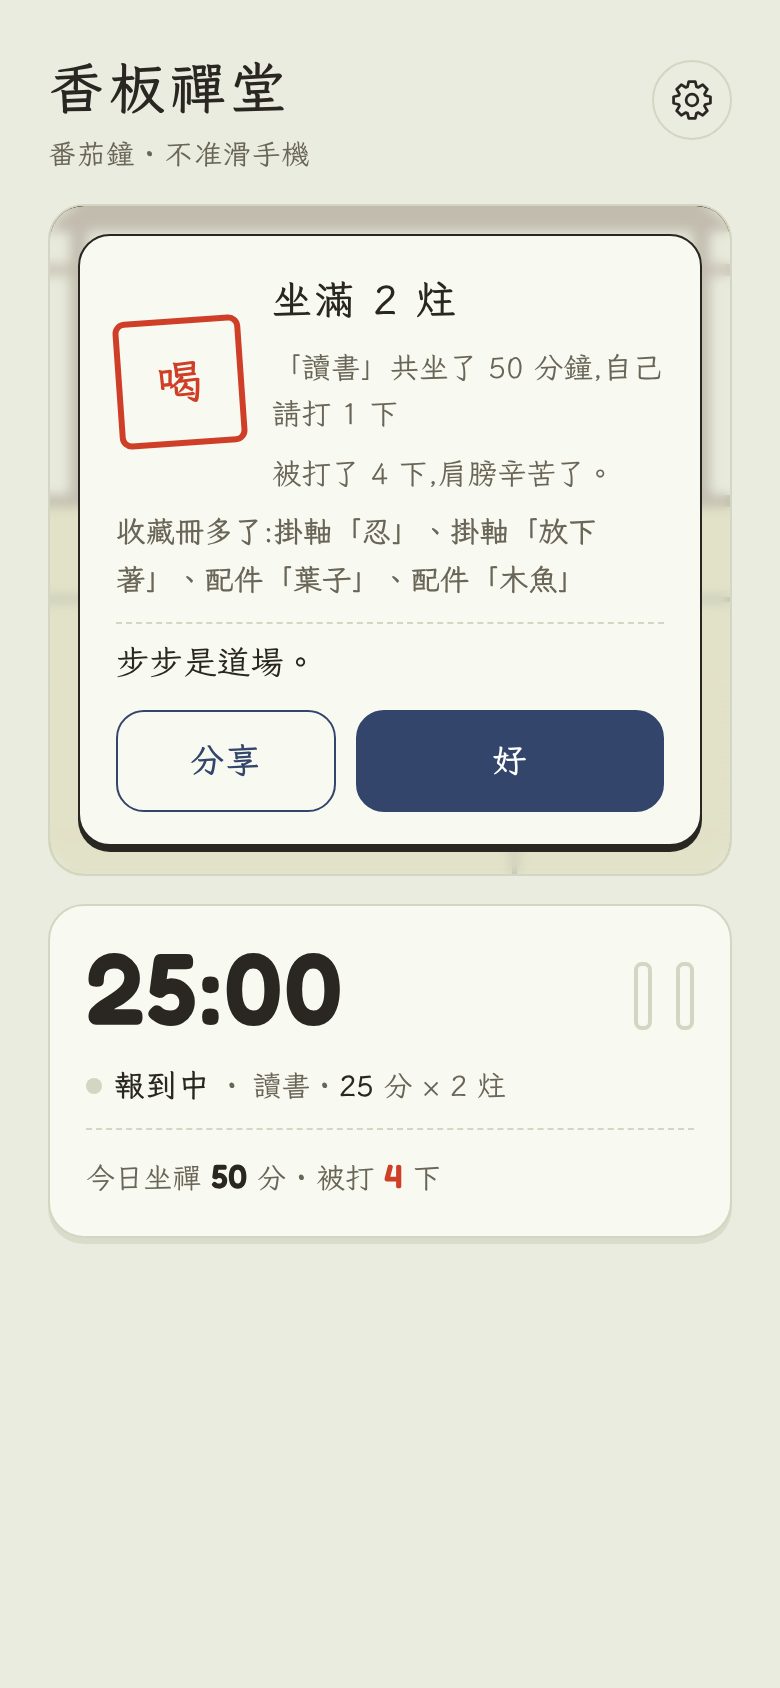 香板禪堂
番茄鐘・不准滑手機
坐滿 2 炷
喝
「讀書」共坐了 50 分鐘,自己
請打 1 下
被打了 4 下,肩膀辛苦了。
收藏冊多了:掛軸「忍」、掛軸「放下
著」、配件「葉子」、配件「木魚」
步步是道場。
分享
好
25:00
報到中 ・ 讀書・25 分 × 2 炷
今日坐禪 50 分・被打 4 下